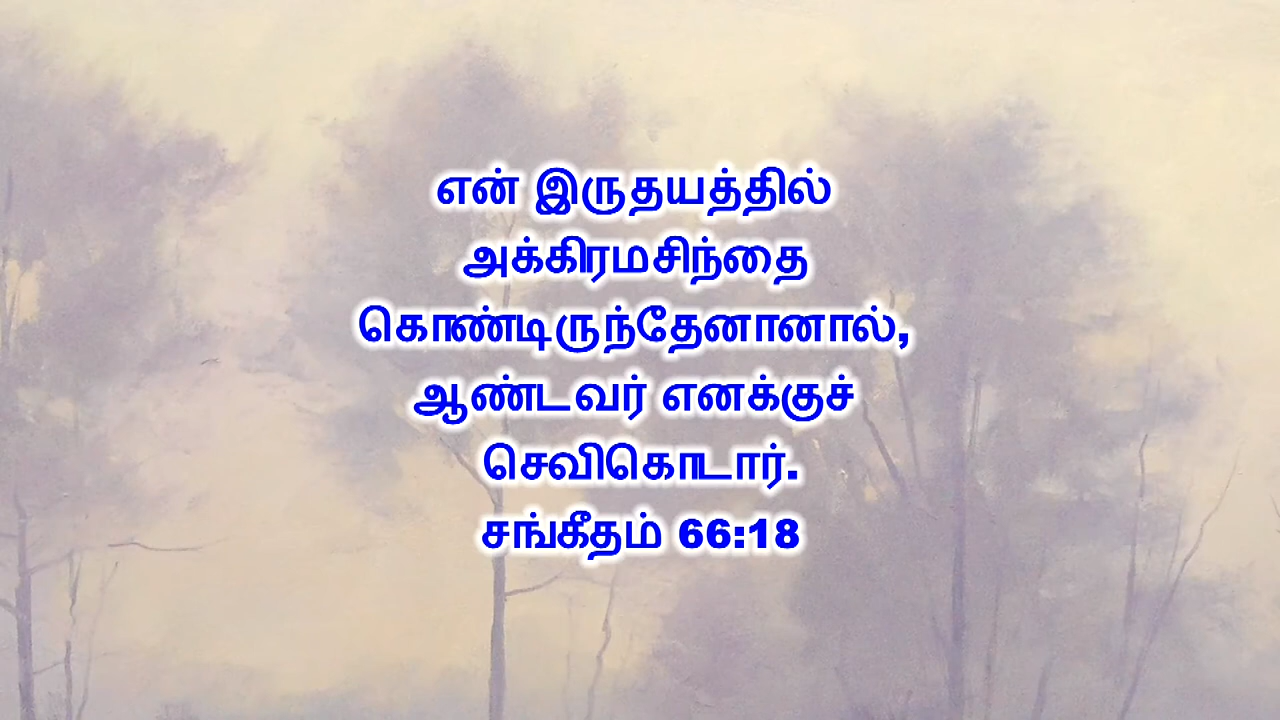 என் இருதயத்தில்
அக்கிரமசிந்தை
கொண்டிருந்தேனானால்,
ஆண்டவர் எனக்குச்
செவிகொடார்.
சங்கீதம் 66:18